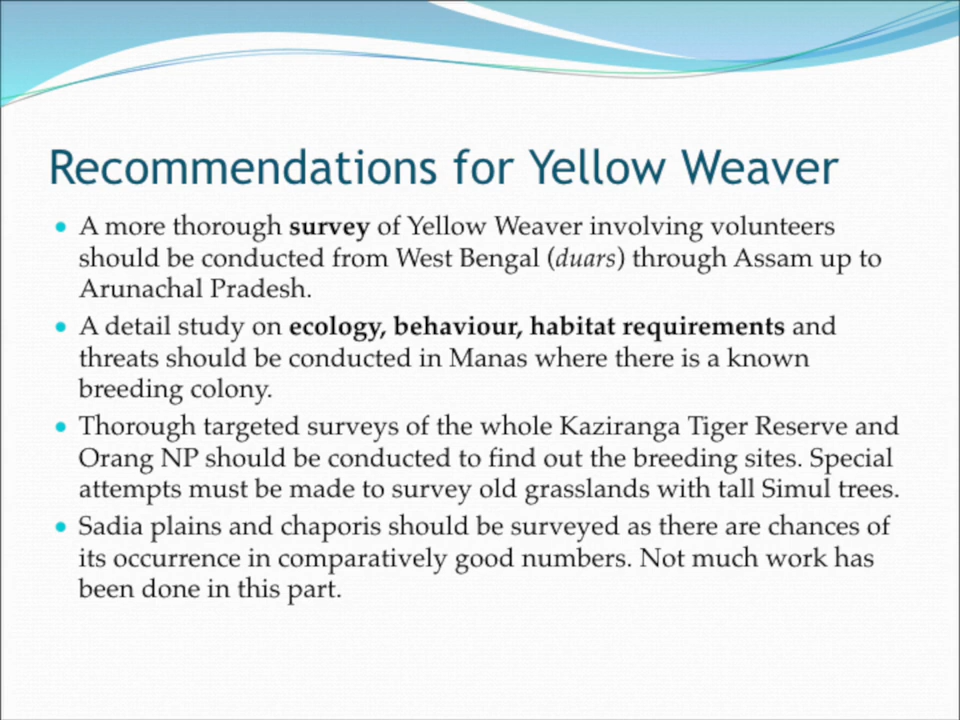 Recommendations for Yellow Weaver
A more thorough survey of Yellow Weaver involving volunteers
should be conducted from West Bengal (duars) through Assam up to
Arunachal Pradesh.
A detail study on ecology, behaviour, habitat requirements and
threats should be conducted in Manas where there is a known
breeding colony.
Thorough targeted surveys of the whole Kaziranga Tiger Reserve and
Orang NP should be conducted to find out the breeding sites. Special
attempts must be made to survey old grasslands with tall Simul trees.
Sadia plains and chaporis should be surveyed as there are chances of
its occurrence in comparatively good numbers. Not much work has
been done in this part.